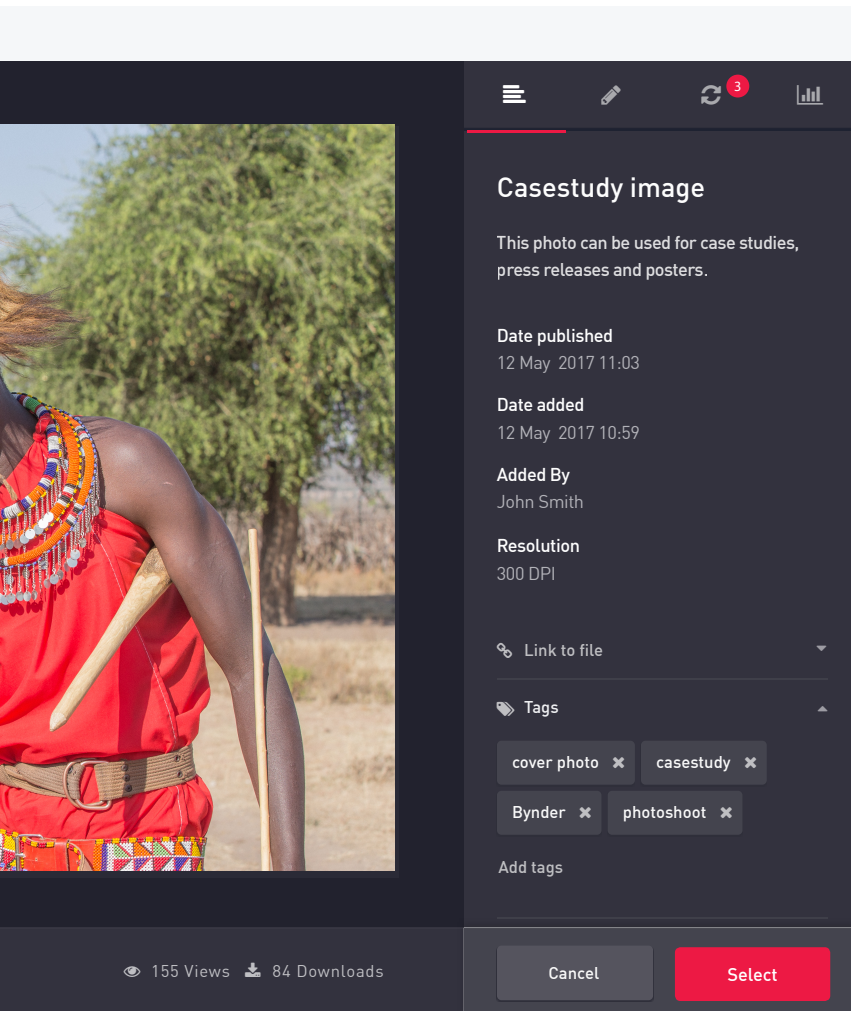 3
Casestudy image
This photo can be used for case studies,
press releases and posters.
Date published
12 May 2017 11:03
Date added
12 May 2017 10:59
Added By
John Smith
Resolution
300 DPI
Link to file
Tags
cover photo
casestudy
Bynder
photoshoot
Add tags
155 Views
84 Downloads
Cancel
Select